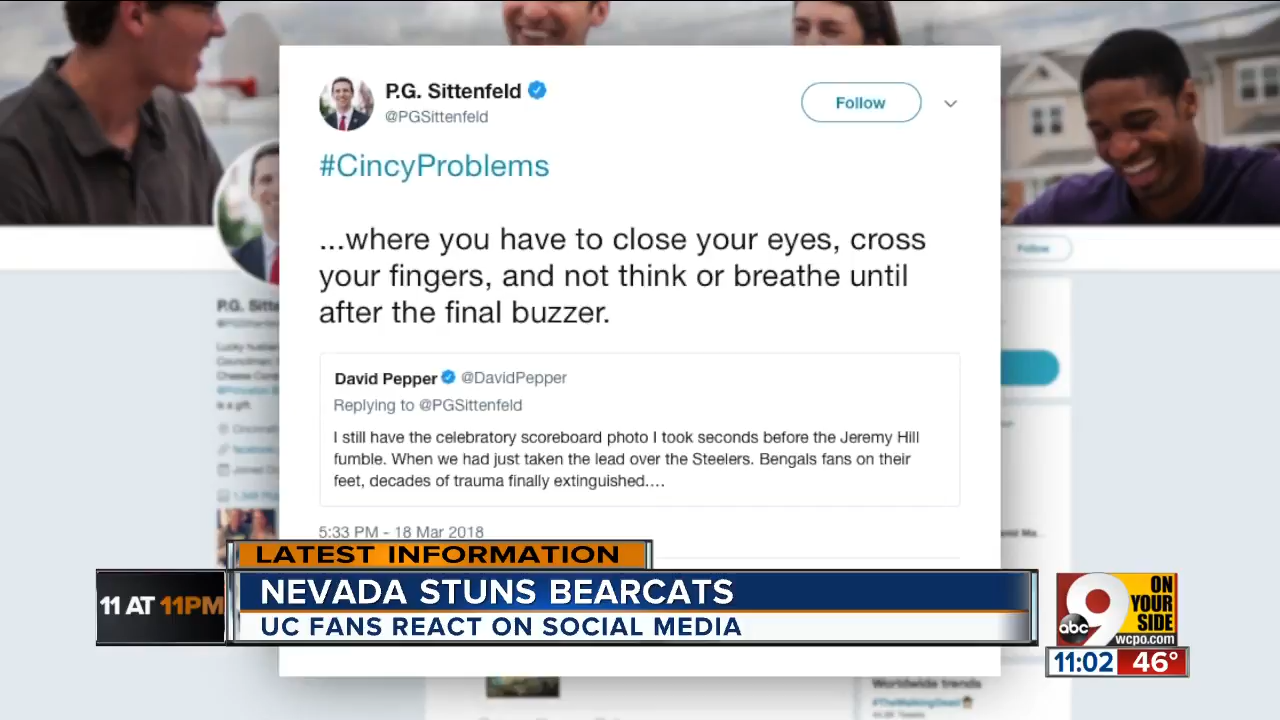 P.G. Sittenfeld
@PGSittenfeld
Follow
#CincyProblems
...where you have to close your eyes, cross
your fingers, and not think or breathe until
after the final buzzer.
David Pepper @DavidPepper
Replying to @PGSittenfeld
I still have the celebratory scoreboard photo I took seconds before the Jeremy Hill
fumble. When we had just taken the lead over the Steelers. Bengals fans on their
feet, decades of trauma finally extinguished....
5:33 PM - 18 Mar 2018
Follow
P.G. Sitte
LATEST INFORMATION
11 AT 11PM
NEVADA STUNS BEARCATS
UC FANS REACT ON SOCIAL MEDIA
abc
9
ON
YOUR
SIDE
wcpo.com
11:02 46°
Worldwide trends